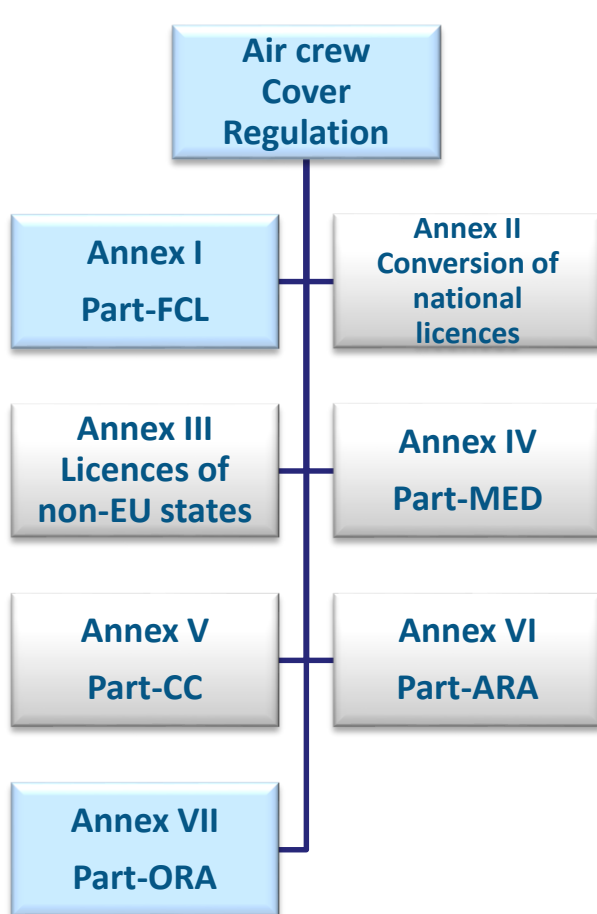 Air crew
Cover
Regulation
Annex I
Part-FCL
Annex II
Conversion of
national
licences
Annex III
Licences of
non-EU states
Annex IV
Part-MED
Annex V
Part-CC
Annex VI
Part-ARA
Annex VII
Part-ORA